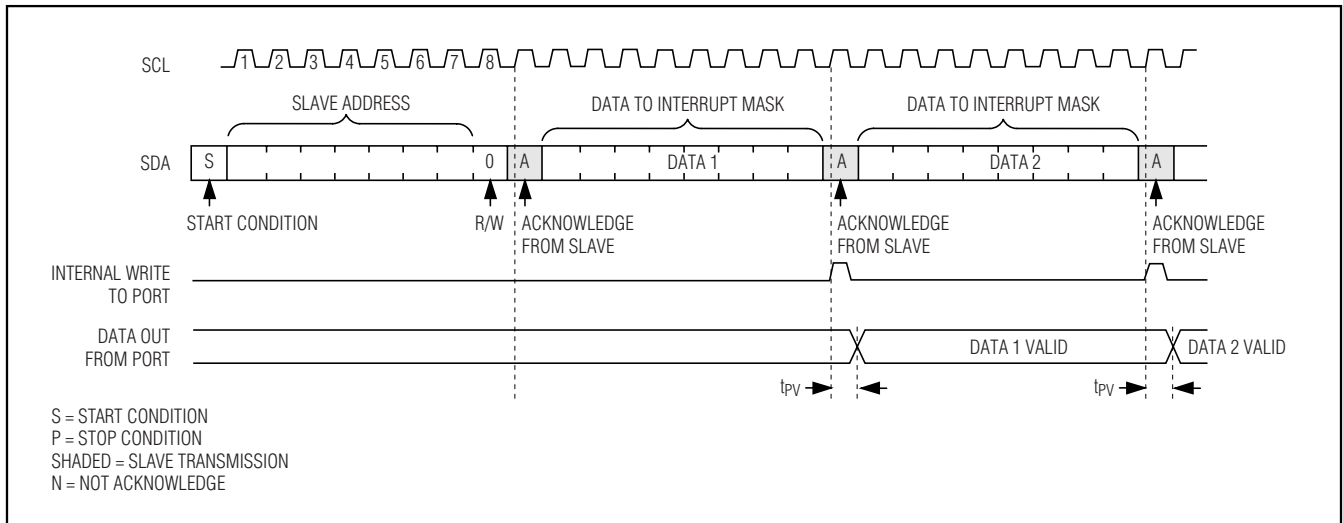 SCL 1 2 3 4 5 6 7 8
SLAVE ADDRESS DATA TO INTERRUPT MASK DATA TO INTERRUPT MASK
SDA S 0 A DATA 1 A DATA 2 A
START CONDITION R/W ACKNOWLEDGE FROM SLAVE ACKNOWLEDGE FROM SLAVE ACKNOWLEDGE FROM SLAVE
INTERNAL WRITE
TO PORT
DATA OUT
FROM PORT
DATA 1 VALID DATA 2 VALID
tPV tPV
S = START CONDITION
P = STOP CONDITION
SHADED = SLAVE TRANSMISSION
N = NOT ACKNOWLEDGE